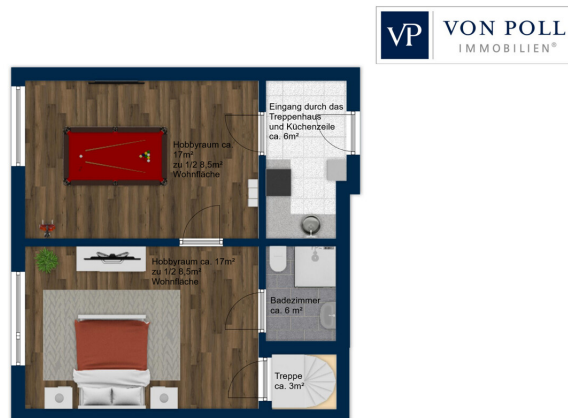 VP
VON POLL
IMMOBILIEN®
Eingang durch das
Treppenhaus
und Küchenzeile
ca. 6m²
Hobbyraum ca.
17m²
zu 1/2 8,5m²
Wohnfläche
Hobbyraum ca. 17m²
zu 1/2 8,5m²
Wohnfläche
Badezimmer
ca. 6 m²
Treppe
ca. 3m²